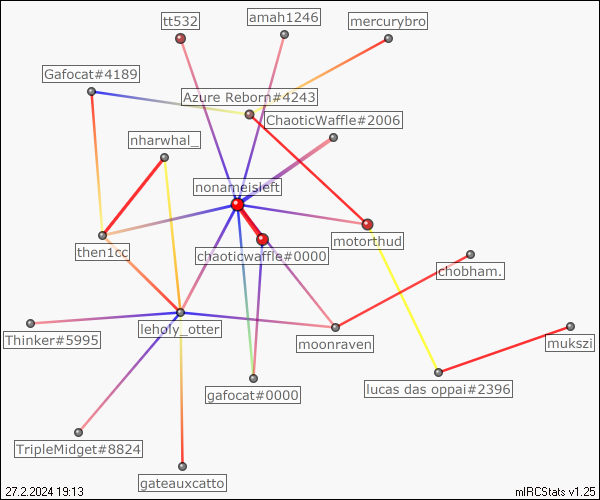 tt532
amah1246
mercurybro
Gafocat#4189
Azure Reborn#4243
ChaoticWaffle#2006
nharwhal_
nonameisleft
then1cc
chaoticwaffle#0000
motorthud
chobham.
Thinker#5995
leholy_otter
moonraven
mukszi
gafocat#0000
lucas das oppai#2396
TripleMidget#8824
gateauxcatto
27.2.2024 19:13
mIRCStats v1.25